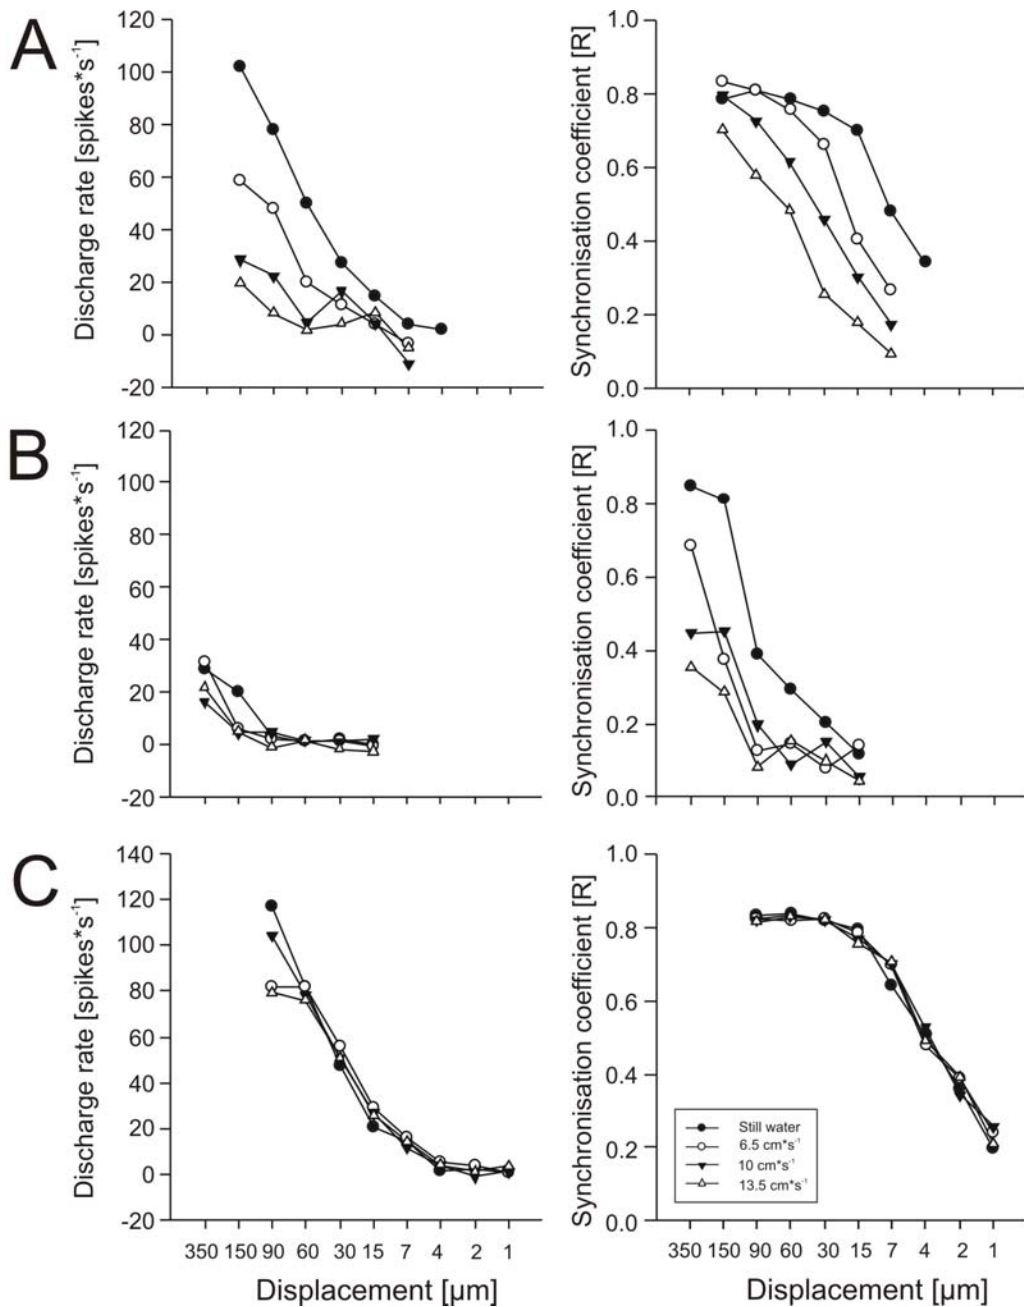 A
Discharge rate [spikes*s⁻¹]
120
100
80
60
40
20
0
-20
Synchronisation coefficient [R]
1.0
0.8
0.6
0.4
0.2
0.0
B
Discharge rate [spikes*s⁻¹]
120
100
80
60
40
20
0
-20
Synchronisation coefficient [R]
1.0
0.8
0.6
0.4
0.2
0.0
C
Discharge rate [spikes*s⁻¹]
140
120
100
80
60
40
20
0
-20
350 150 90 60 30 15 7 4 2 1
Displacement [µm]
Synchronisation coefficient [R]
1.0
0.8
0.6
0.4
0.2
0.0
Still water
6.5 cm*s⁻¹
10 cm*s⁻¹
13.5 cm*s⁻¹
350 150 90 60 30 15 7 4 2 1
Displacement [µm]